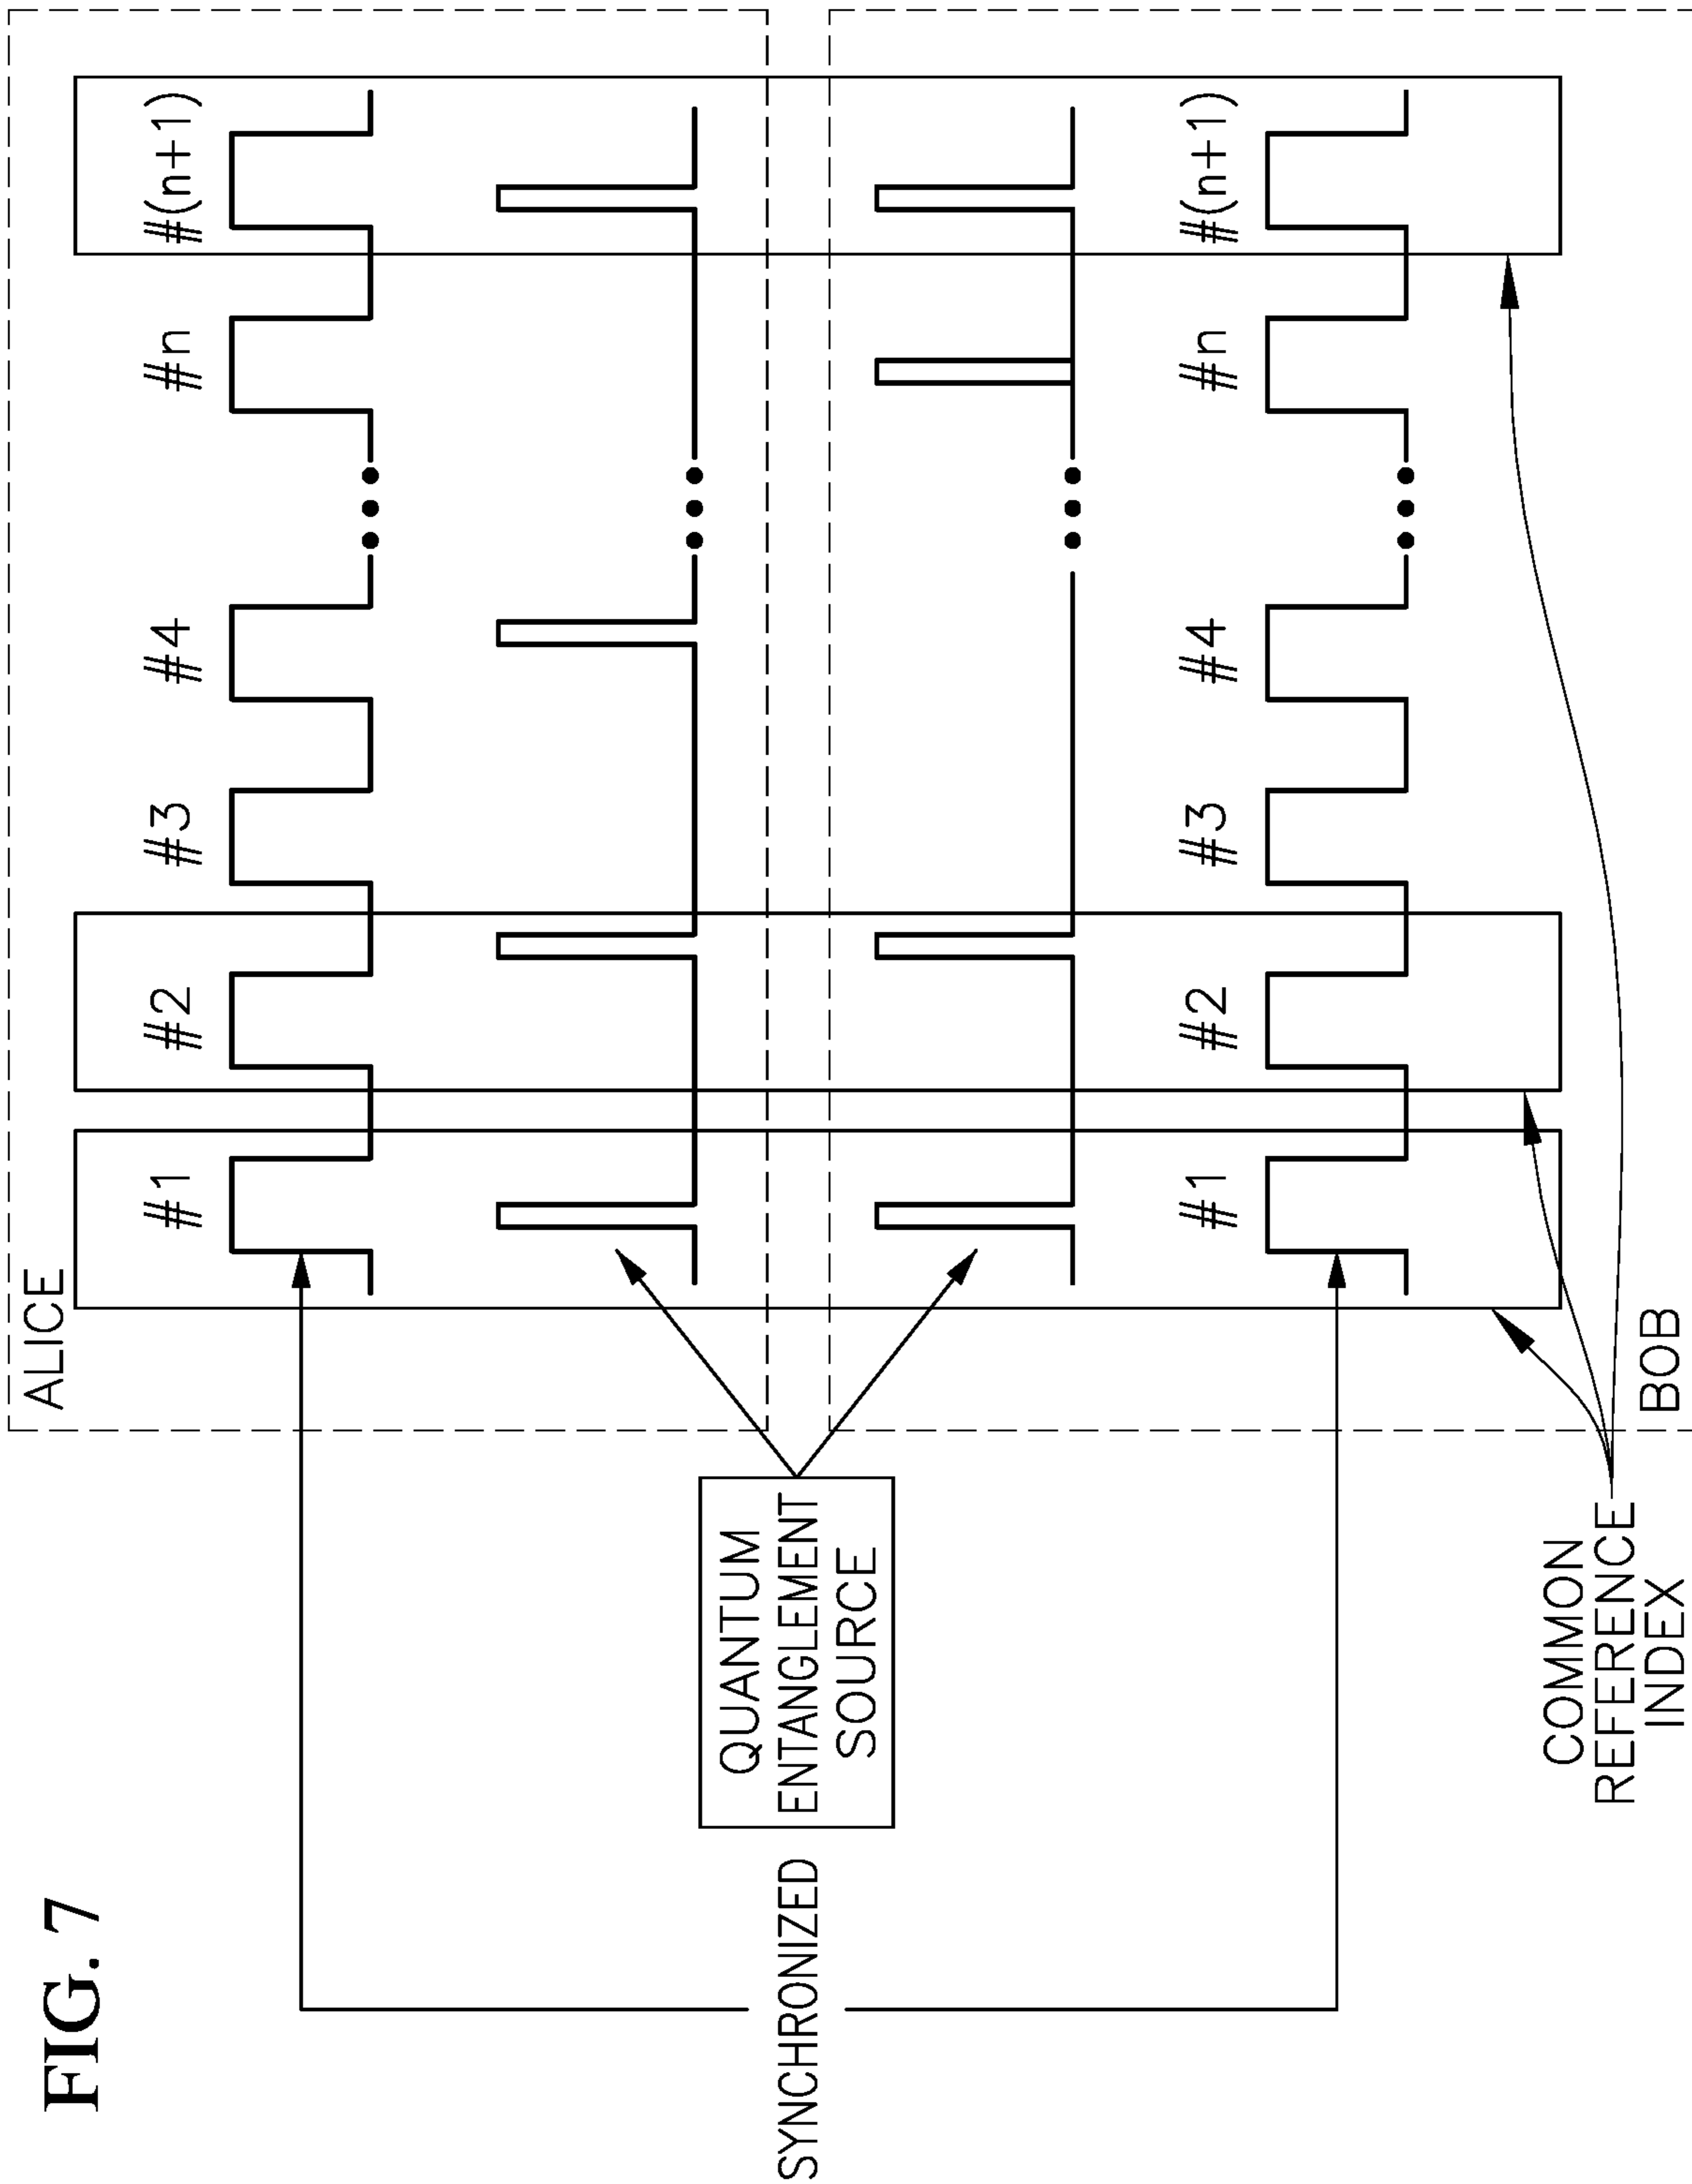 FIG. 7
ALICE
#1
#2
#3
#4
#n
#(n+1)
SYNCHRONIZED
QUANTUM
ENTANGLEMENT
SOURCE
#1
#2
#3
#4
#n
#(n+1)
COMMON
REFERENCE
INDEX
BOB